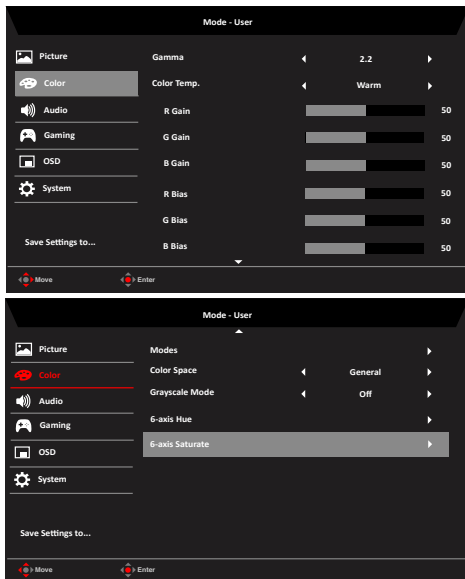 Mode - User
Picture
Gamma 2.2
Color
Color Temp. Warm
Audio
R Gain 50
Gaming
G Gain 50
OSD
B Gain 50
System
R Bias 50
G Bias 50
Save Settings to...
B Bias 50
Move Enter
Mode - User
Picture
Modes
Color
Color Space General
Audio
Grayscale Mode Off
Gaming
6-axis Hue
OSD
6-axis Saturate
System
Save Settings to...
Move Enter